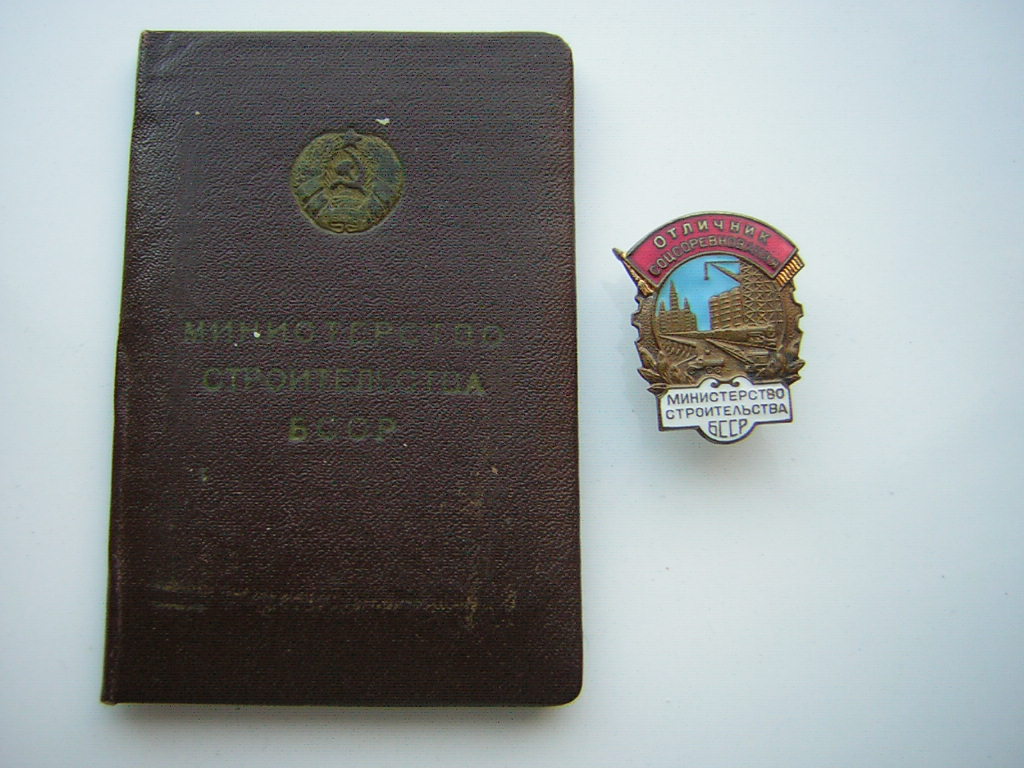 МИНИСТЕРСТВО
СТРОИТЕЛЬСТВА
БССР
ОТЛИЧНИК
СОЦСОРЕВНОВАНИЯ
МИНИСТЕРСТВО
СТРОИТЕЛЬСТВА
БССР